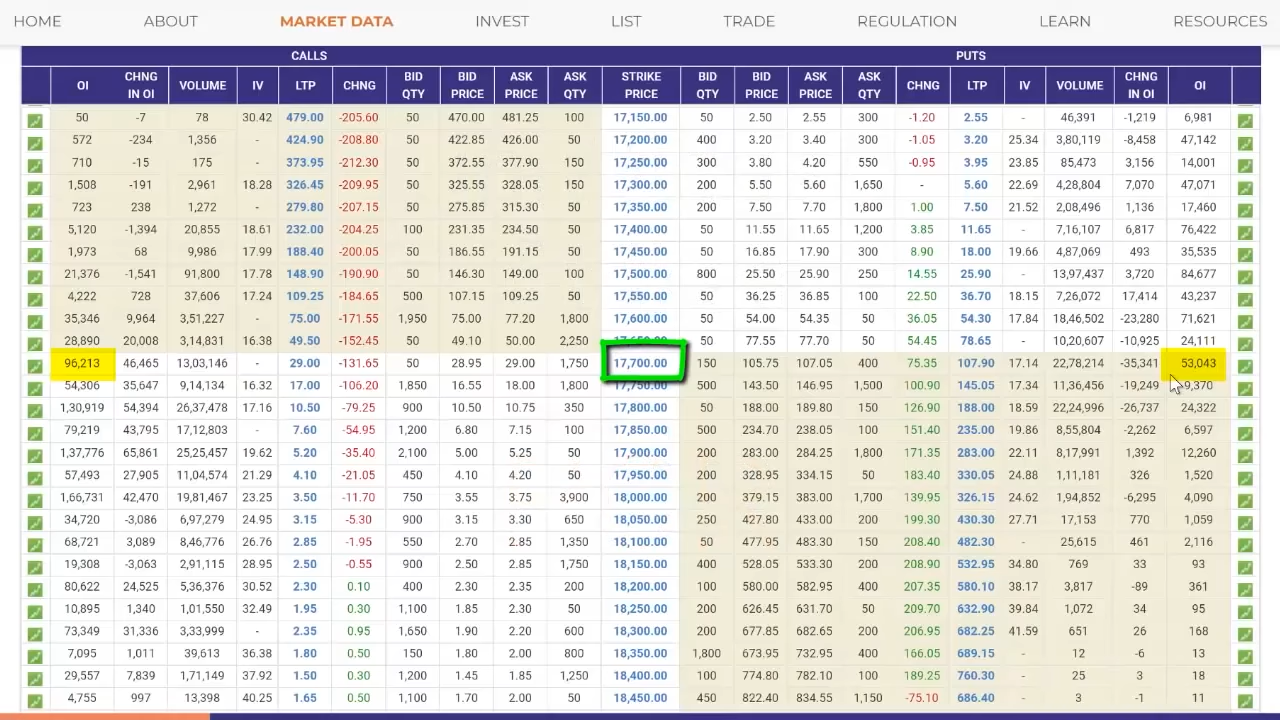 HOME ABOUT MARKET DATA INVEST LIST TRADE REGULATION LEARN RESOURCES
CALLS PUTS
OI CHNG IN OI VOLUME IV LTP CHNG BID QTY BID PRICE ASK PRICE ASK QTY STRIKE PRICE BID QTY BID PRICE ASK PRICE ASK QTY CHNG LTP IV VOLUME CHNG IN OI OI
50 -7 78 30.42 479.00 -205.60 50 470.00 481.25 100 17,150.00 50 2.50 2.55 300 -1.20 2.55 - 46,391 -1,219 6,981
572 -234 1,356 - 424.90 -208.80 50 422.85 426.00 50 17,200.00 400 3.20 3.40 300 -1.05 3.20 25.34 3,80,119 -8,458 47,142
710 -15 175 - 373.95 -212.30 50 372.55 377.90 150 17,250.00 300 3.80 4.20 550 -0.95 3.95 23.85 85,473 3,156 14,001
1,508 -191 2,961 18.28 326.45 -209.95 50 325.55 328.05 150 17,300.00 200 5.50 5.60 1,650 - 5.60 22.69 4,28,804 7,070 47,071
723 238 1,272 - 279.80 -207.15 50 275.85 315.30 50 17,350.00 200 7.50 7.70 1,800 1.00 7.50 21.52 2,08,496 1,136 17,460
5,120 -1,394 20,855 18.61 232.00 -204.25 100 231.35 234.50 50 17,400.00 50 11.55 11.65 1,200 3.85 11.65 - 7,16,107 6,817 76,422
1,973 68 9,986 17.99 188.40 -200.05 50 186.55 191.15 50 17,450.00 50 16.85 17.90 300 8.90 18.00 19.66 4,87,069 493 35,535
21,376 -1,541 91,800 17.78 148.90 -190.90 50 146.30 149.00 100 17,500.00 800 25.50 25.90 250 14.55 25.90 - 13,97,437 3,720 84,677
4,222 728 37,606 17.24 109.25 -184.65 500 107.15 109.25 50 17,550.00 50 36.25 36.85 100 22.50 36.70 18.15 7,26,072 17,414 43,237
35,346 9,964 3,51,227 - 75.00 -171.55 1,950 75.00 77.20 1,800 17,600.00 50 54.00 54.35 50 36.05 54.30 17.84 18,46,502 -23,280 71,621
28,890 20,008 3,14,831 16.38 49.50 -152.45 50 49.10 50.00 2,250 50 77.55 77.70 50 54.45 78.65 - 10,20,607 -10,925 24,111
96,213 46,465 13,03,146 - 29.00 -131.65 50 28.95 29.00 1,750 17,700.00 150 105.75 107.05 400 75.35 107.90 17.14 22,78,214 -35,341 53,043
54,306 35,647 9,14,134 16.32 17.00 -106.20 1,850 16.55 18.00 1,800 17,750.00 500 143.50 146.95 1,500 100.90 145.05 17.34 11,36,456 -19,249
1,30,919 54,394 26,37,478 17.16 10.50 -79.25 900 10.50 10.75 350 17,800.00 50 188.00 189.80 150 126.90 188.00 18.59 22,24,996 -26,737 24,322
79,219 43,795 17,12,803 - 7.60 -54.95 1,200 6.80 7.15 100 17,850.00 500 234.70 238.05 100 151.40 235.00 19.86 8,55,804 -2,262 6,597
1,37,776 65,861 25,25,457 19.62 5.20 -35.40 2,100 5.00 5.25 50 17,900.00 200 283.00 284.25 1,800 171.35 283.00 22.11 8,17,991 1,392 12,260
57,493 27,905 11,04,574 21.29 4.10 -21.05 450 4.10 4.20 50 17,950.00 200 328.95 334.15 50 183.40 330.05 24.88 1,11,181 326 1,520
1,66,731 42,470 19,81,467 23.25 3.50 -11.70 750 3.55 3.75 3,900 18,000.00 200 379.15 383.00 1,700 139.95 326.15 24.62 1,94,852 -6,295 4,090
34,720 -3,086 6,97,279 24.95 3.15 -5.30 900 3.15 3.30 650 18,050.00 250 427.80 433.00 200 199.30 430.30 27.71 17,153 770 1,059
68,721 3,089 8,46,776 26.76 2.85 -1.95 550 2.70 2.85 1,350 18,100.00 50 477.95 483.30 150 208.40 482.30 - 25,615 461 2,116
19,308 -3,063 2,91,115 28.95 2.50 -0.55 900 2.50 2.85 1,750 18,150.00 400 528.05 533.30 200 208.90 532.95 34.80 769 33 93
80,622 24,525 5,36,376 30.52 2.30 0.10 400 2.30 2.35 200 18,200.00 100 580.00 582.95 400 207.35 580.10 38.17 3,817 -89 361
10,895 1,340 1,01,550 32.49 1.95 0.30 1,100 1.85 2.30 50 18,250.00 200 626.45 631.70 50 209.70 632.90 39.84 1,072 34 95
73,349 31,336 3,33,999 - 2.35 0.95 1,650 1.90 2.20 600 18,300.00 200 677.85 682.65 200 206.95 682.25 41.59 651 26 168
7,095 1,011 39,613 36.38 1.80 0.50 150 1.80 2.00 800 18,350.00 1,800 673.95 732.95 400 166.05 689.15 - 12 -6 13
29,557 7,839 1,71,149 37.92 1.50 0.30 1,200 1.45 1.85 1,250 18,400.00 100 774.80 782.10 100 189.25 760.30 - 25 3 18
4,755 997 13,398 40.25 1.65 0.50 1,100 1.70 2.00 50 18,450.00 450 822.40 834.55 1,150 -75.10 686.40 - 3 -1 11